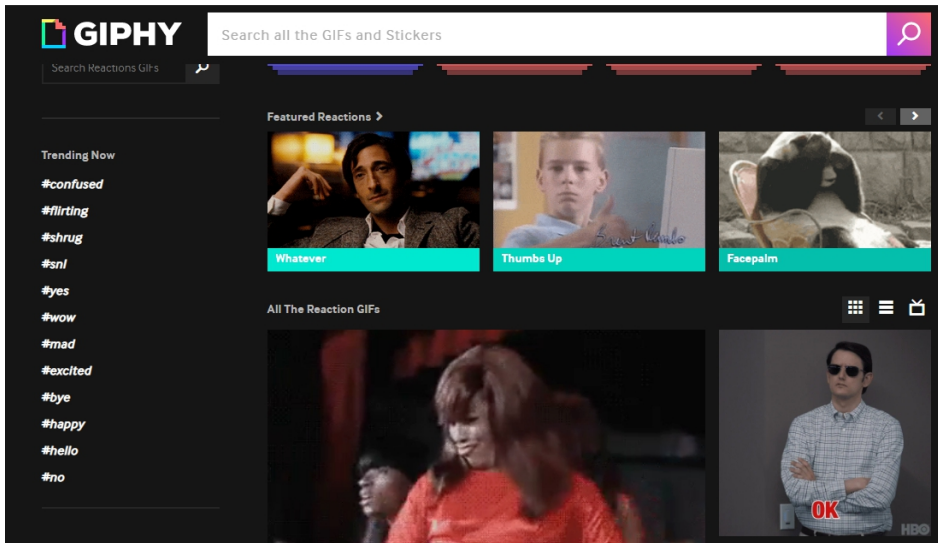 GIPHY
Search all the GIFs and Stickers
Search Reactions GIFs
Trending Now
#confused
#flirting
#shrug
#snl
#yes
#wow
#mad
#excited
#bye
#happy
#hello
#no
Featured Reactions
Whatever
Thumbs Up
Facepalm
All The Reaction GIFs
OK
HBO